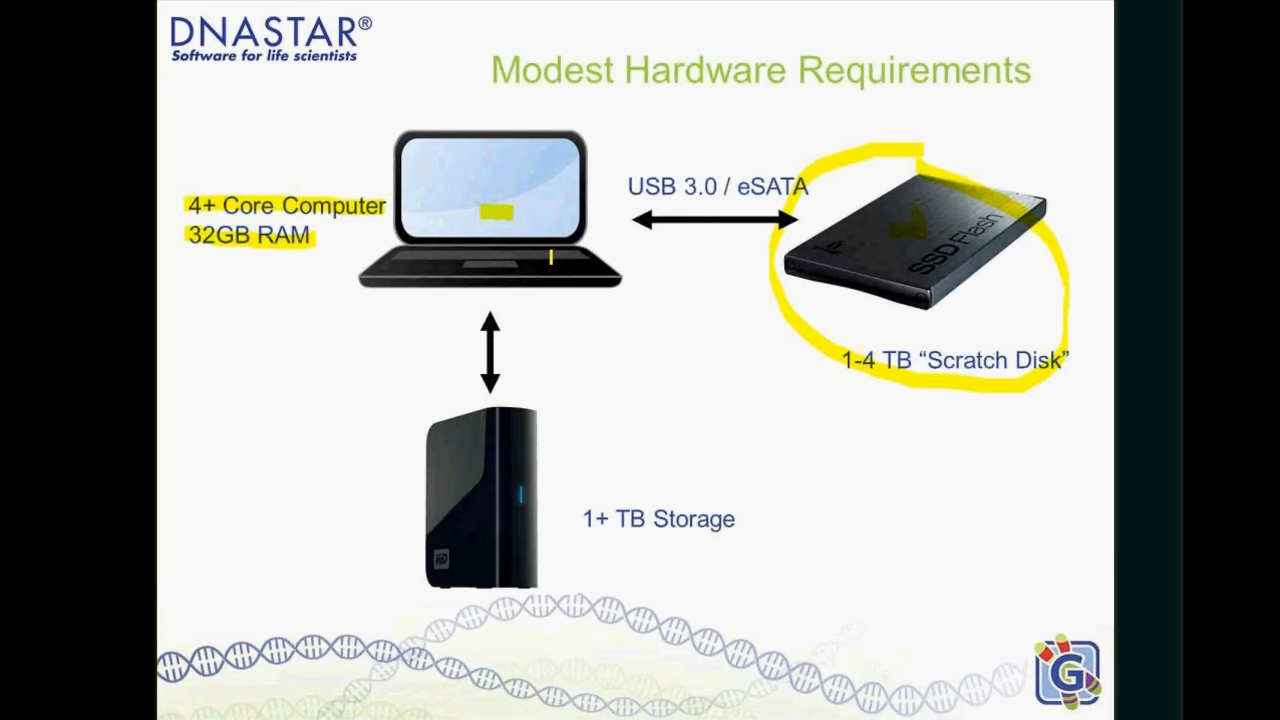 DNASTAR®
Software for life scientists
Modest Hardware Requirements
4+ Core Computer
32GB RAM
USB 3.0 / eSATA
SSD Flash
1-4 TB “Scratch Disk”
1+ TB Storage
WD
G